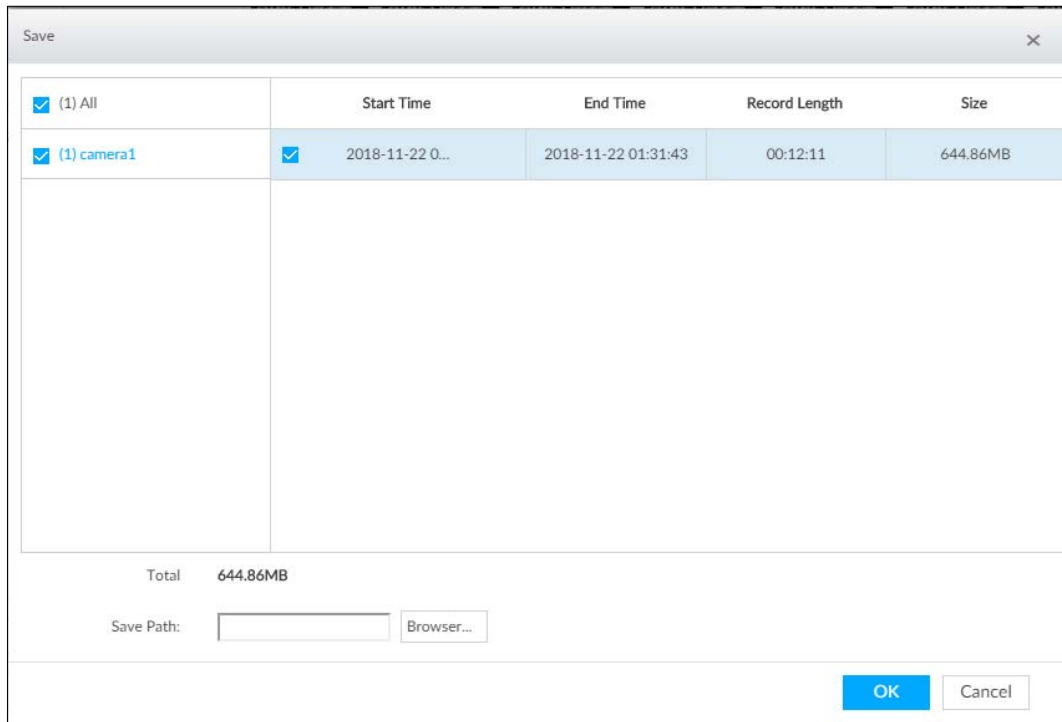 Save
(1) All Start Time End Time Record Length Size
(1) camera1 2018-11-22 0... 2018-11-22 01:31:43 00:12:11 644.86MB
Total 644.86MB
Save Path: Browser...
OK Cancel